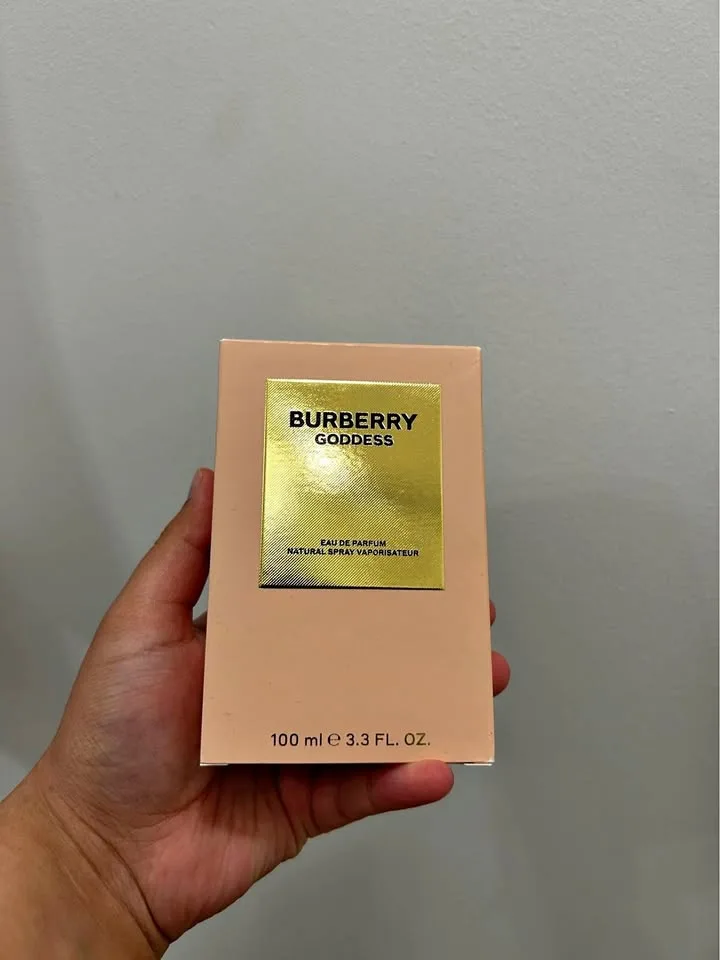 BURBERRY
GODDESS
EAU DE PARFUM
NATURAL SPRAY VAPORISATEUR
100 ml ℮ 3.3 FL. OZ.